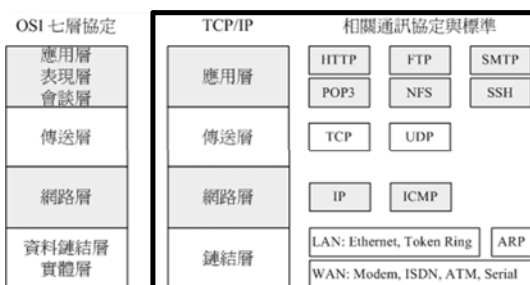 OSI 七層協定
TCP/IP
相關通訊協定與標準
應用層
表現層
會談層
應用層
HTTP
FTP
SMTP
POP3
NFS
SSH
傳送層
傳送層
TCP
UDP
網路層
網路層
IP
ICMP
資料鏈結層
實體層
鏈結層
LAN: Ethernet, Token Ring
ARP
WAN: Modem, ISDN, ATM, Serial